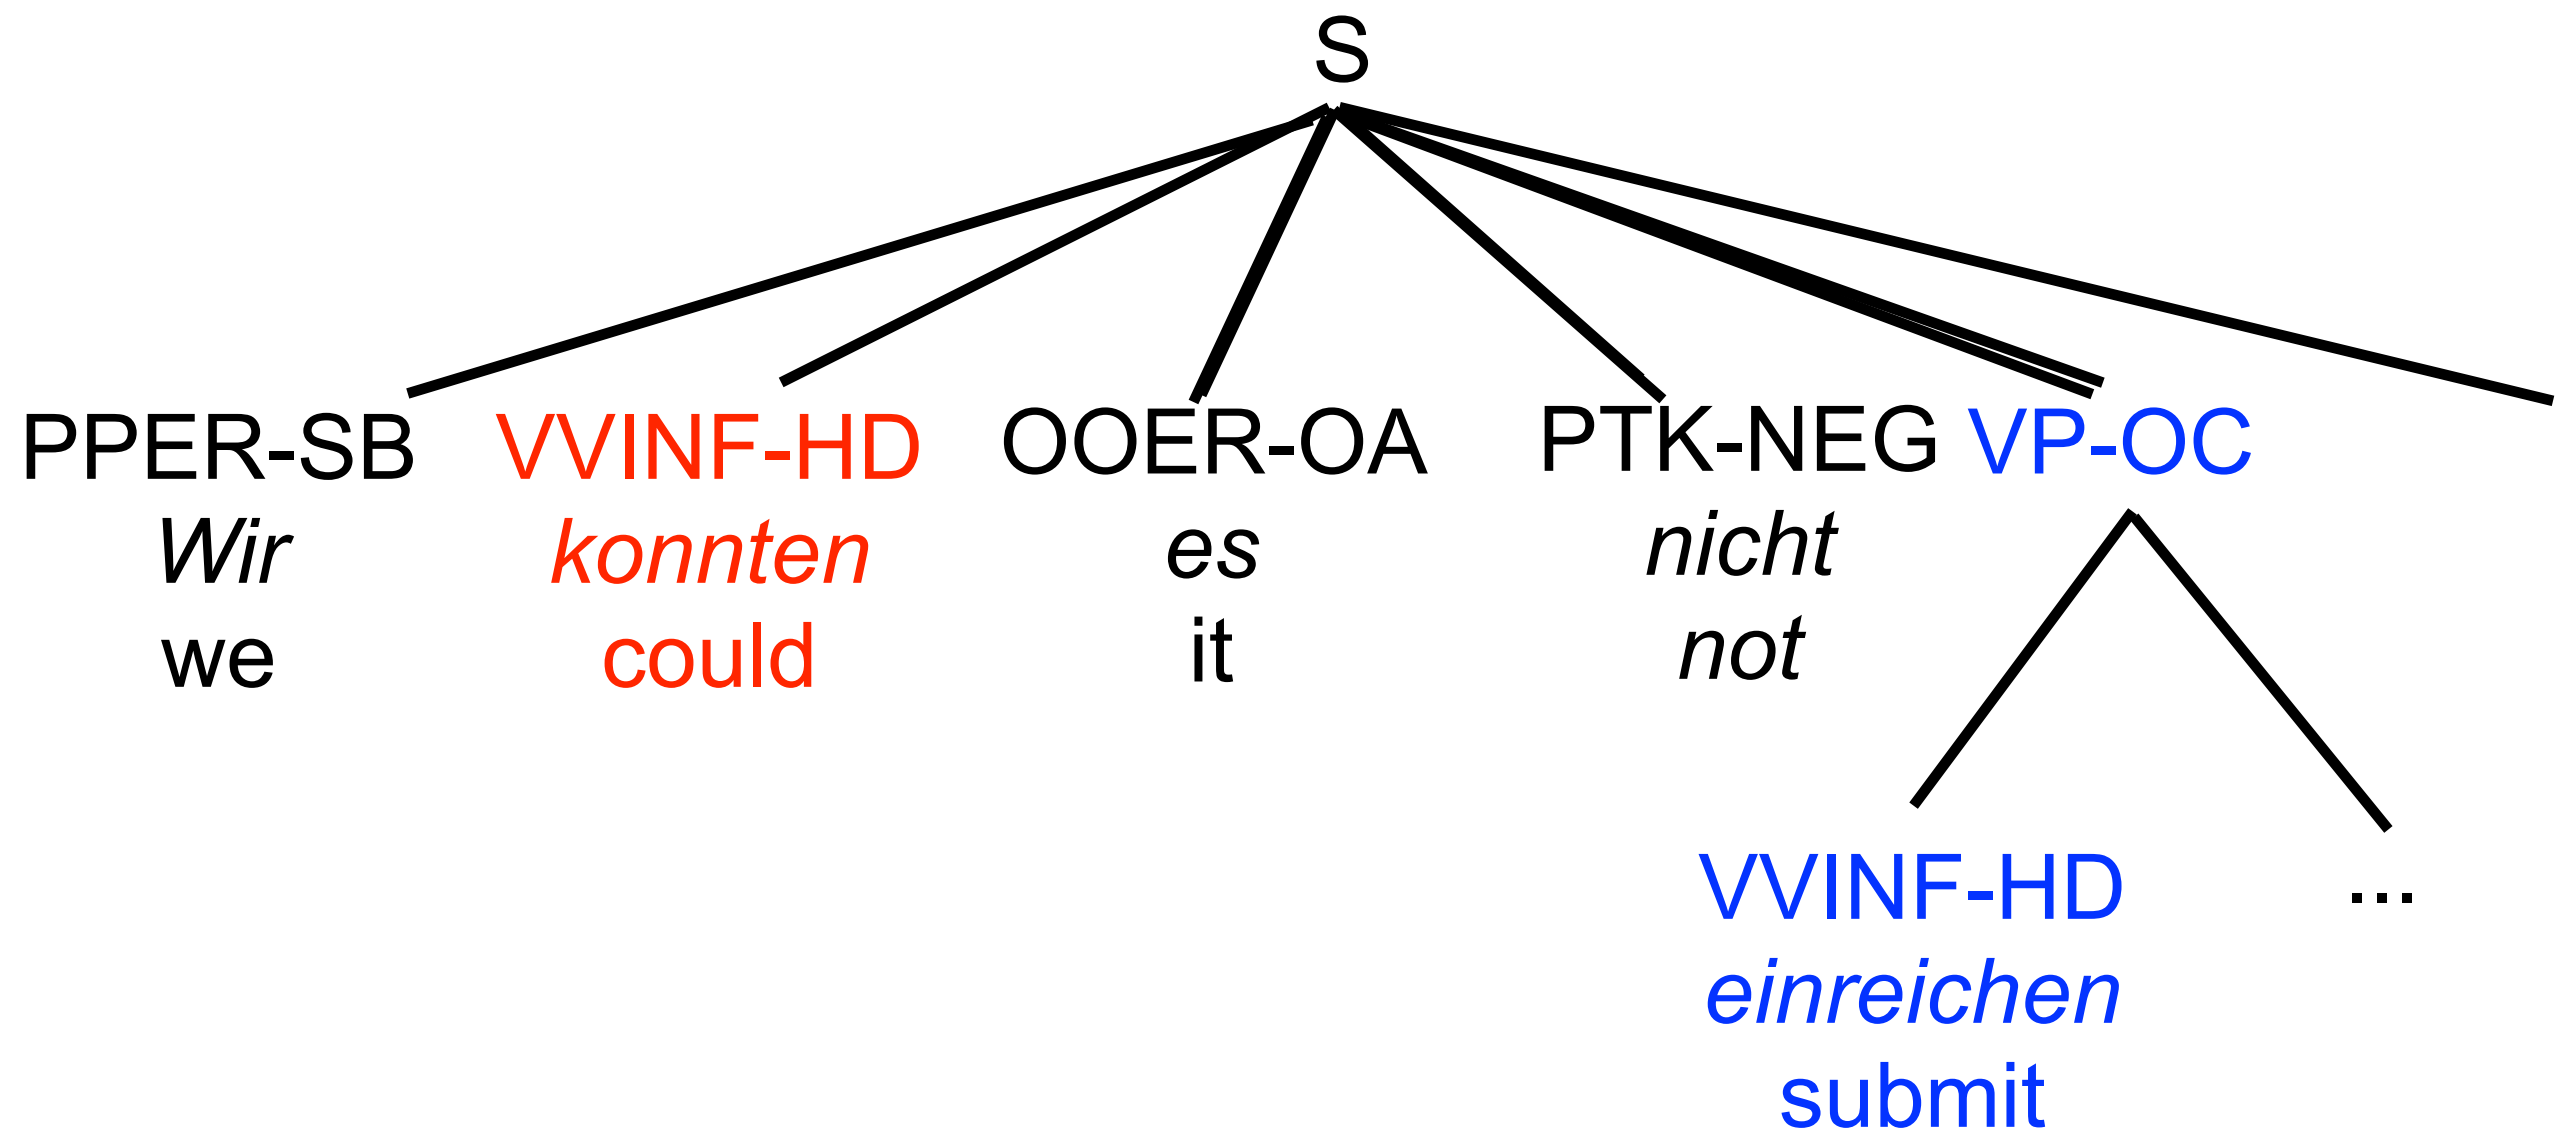 S
PPER-SB VVINF-HD OOER-OA PTK-NEG VP-OC
Wir konnten es nicht
we could it not
VVINF-HD ...
einreichen
submit